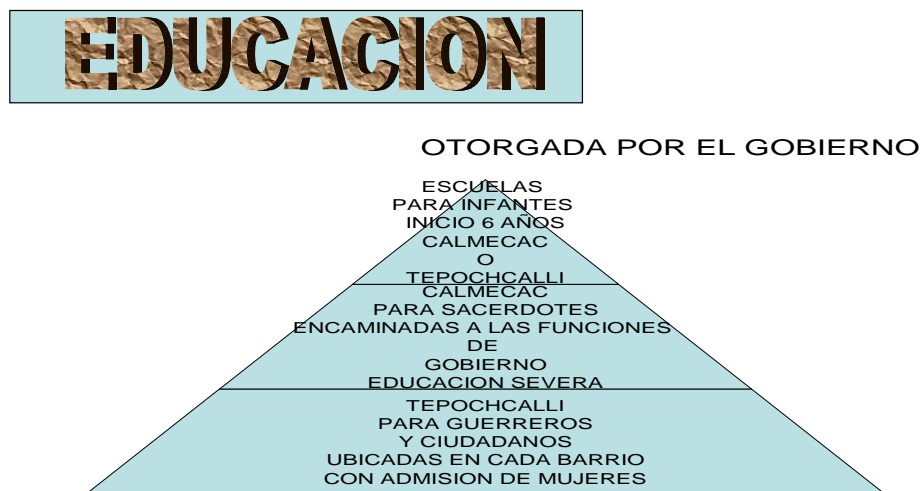 EDUCACION
OTORGADA POR EL GOBIERNO
ESCUELAS
PARA INFANTES
INICIO 6 AÑOS
CALMECAC
O
TEPOCHCALLI
CALMECAC
PARA SACERDOTES
ENCAMINADAS A LAS FUNCIONES
DE
GOBIERNO
EDUCACION SEVERA
TEPOCHCALLI
PARA GUERREROS
Y CIUDADANOS
UBICADAS EN CADA BARRIO
CON ADMISION DE MUJERES